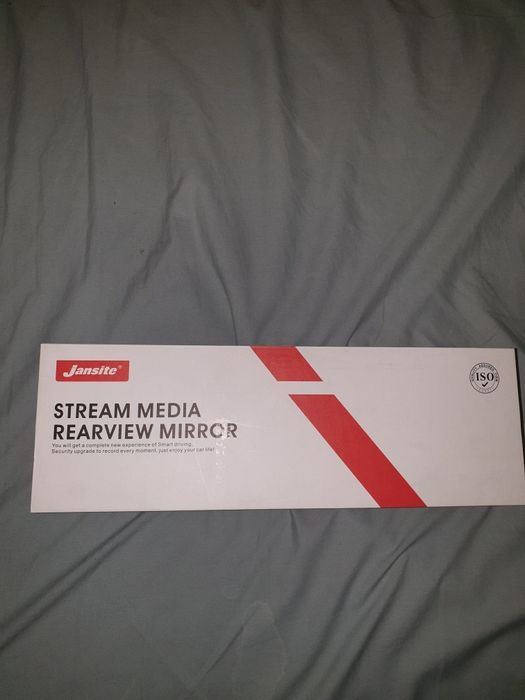 Jansite®
STREAM MEDIA
REARVIEW MIRROR
You will get a complete new experience of Smart driving,
Security upgrade to record every moment, just enjoy your car life!
ISO